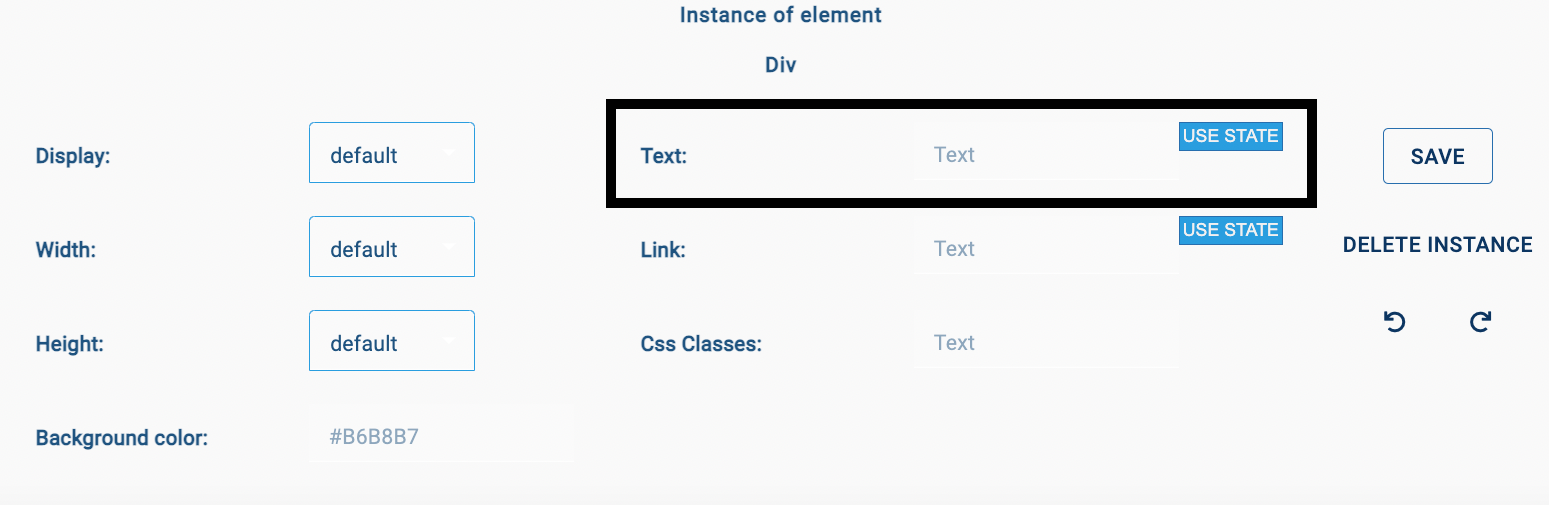 Instance of element
Div
Display: default Text: Text USE STATE SAVE
Width: default Link: Text USE STATE DELETE INSTANCE
Height: default Css Classes: Text
Background color: #B6B8B7